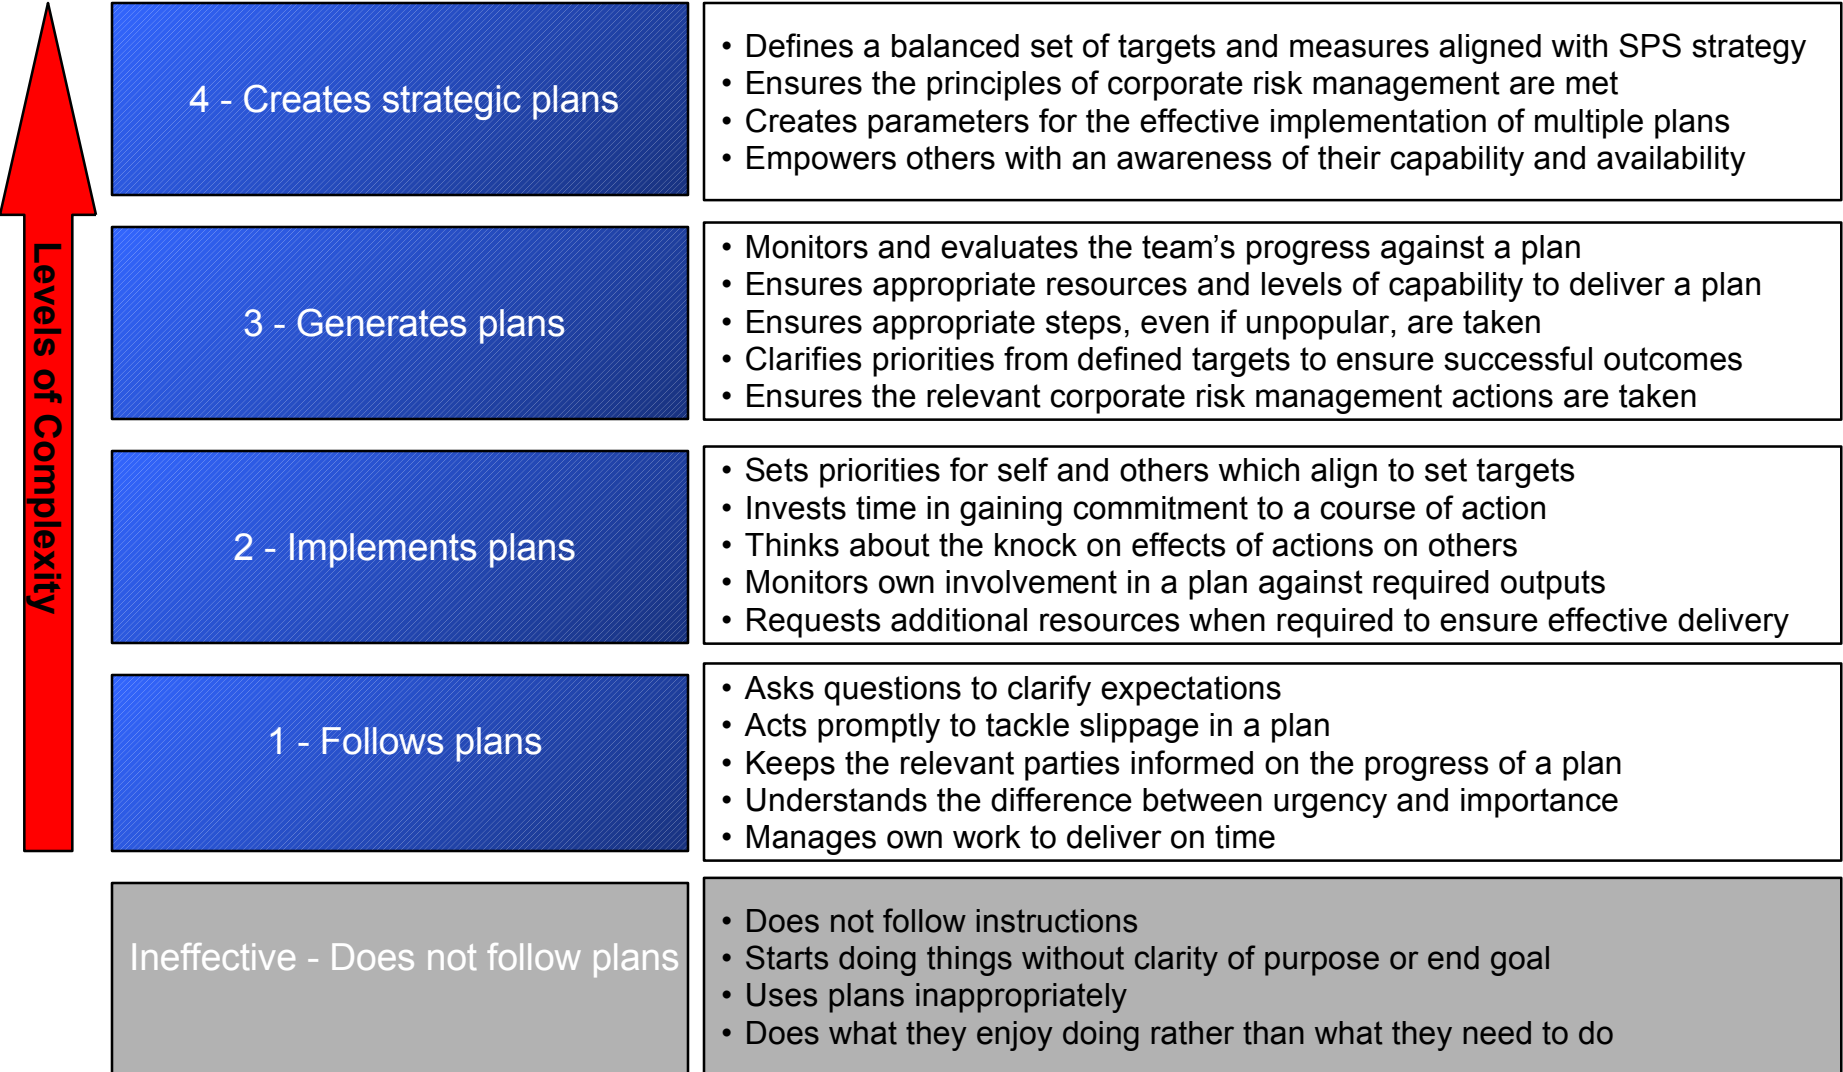 4 - Creates strategic plans
• Defines a balanced set of targets and measures aligned with SPS strategy
• Ensures the principles of corporate risk management are met
• Creates parameters for the effective implementation of multiple plans
• Empowers others with an awareness of their capability and availability
Levels of Complexity
3 - Generates plans
• Monitors and evaluates the team’s progress against a plan
• Ensures appropriate resources and levels of capability to deliver a plan
• Ensures appropriate steps, even if unpopular, are taken
• Clarifies priorities from defined targets to ensure successful outcomes
• Ensures the relevant corporate risk management actions are taken
2 - Implements plans
• Sets priorities for self and others which align to set targets
• Invests time in gaining commitment to a course of action
• Thinks about the knock on effects of actions on others
• Monitors own involvement in a plan against required outputs
• Requests additional resources when required to ensure effective delivery
1 - Follows plans
• Asks questions to clarify expectations
• Acts promptly to tackle slippage in a plan
• Keeps the relevant parties informed on the progress of a plan
• Understands the difference between urgency and importance
• Manages own work to deliver on time
Ineffective - Does not follow plans
• Does not follow instructions
• Starts doing things without clarity of purpose or end goal
• Uses plans inappropriately
• Does what they enjoy doing rather than what they need to do